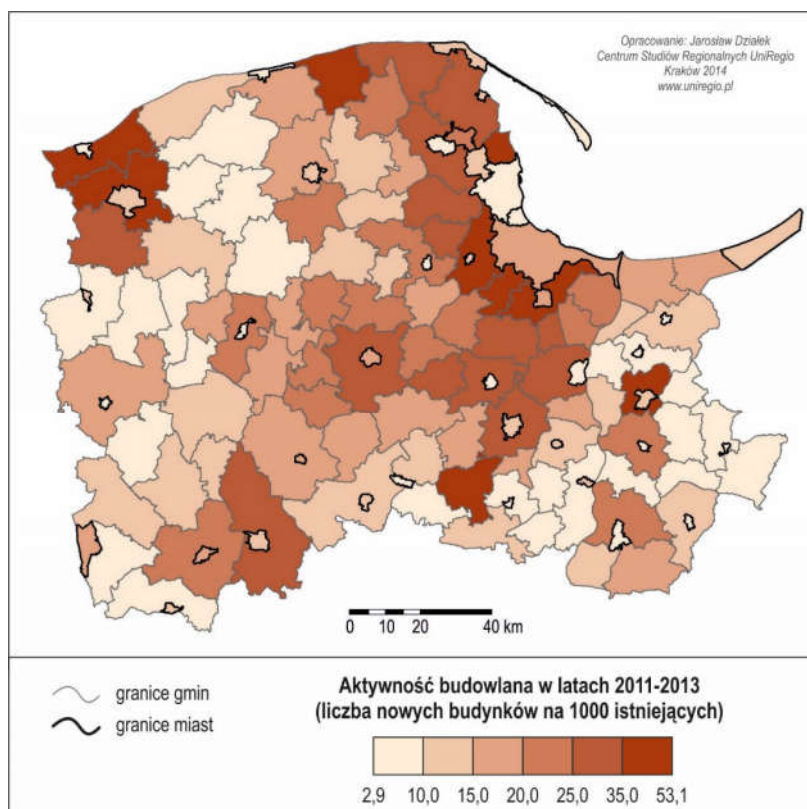 Opracowanie: Jarosław Działek
Centrum Studiów Regionalnych UniRegio
Kraków 2014
www.uniregio.pl
0 10 20 40 km
granice gmin
granice miast
Aktywność budowlana w latach 2011-2013
(liczba nowych budynków na 1000 istniejących)
2,9 10,0 15,0 20,0 25,0 35,0 53,1